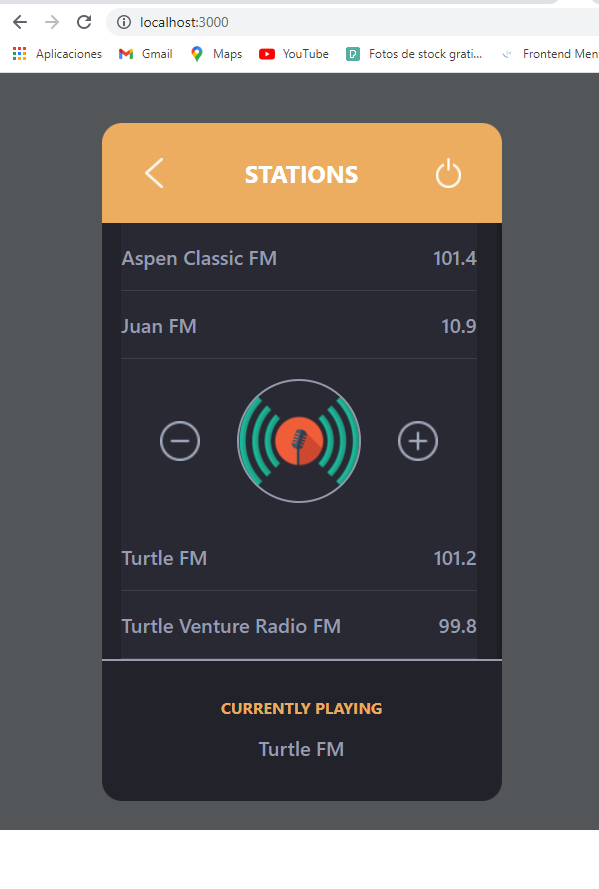 localhost:3000
Aplicaciones Gmail Maps YouTube Fotos de stock grati... Frontend Men
STATIONS
Aspen Classic FM 101.4
Juan FM 10.9
Turtle FM 101.2
Turtle Venture Radio FM 99.8
CURRENTLY PLAYING
Turtle FM